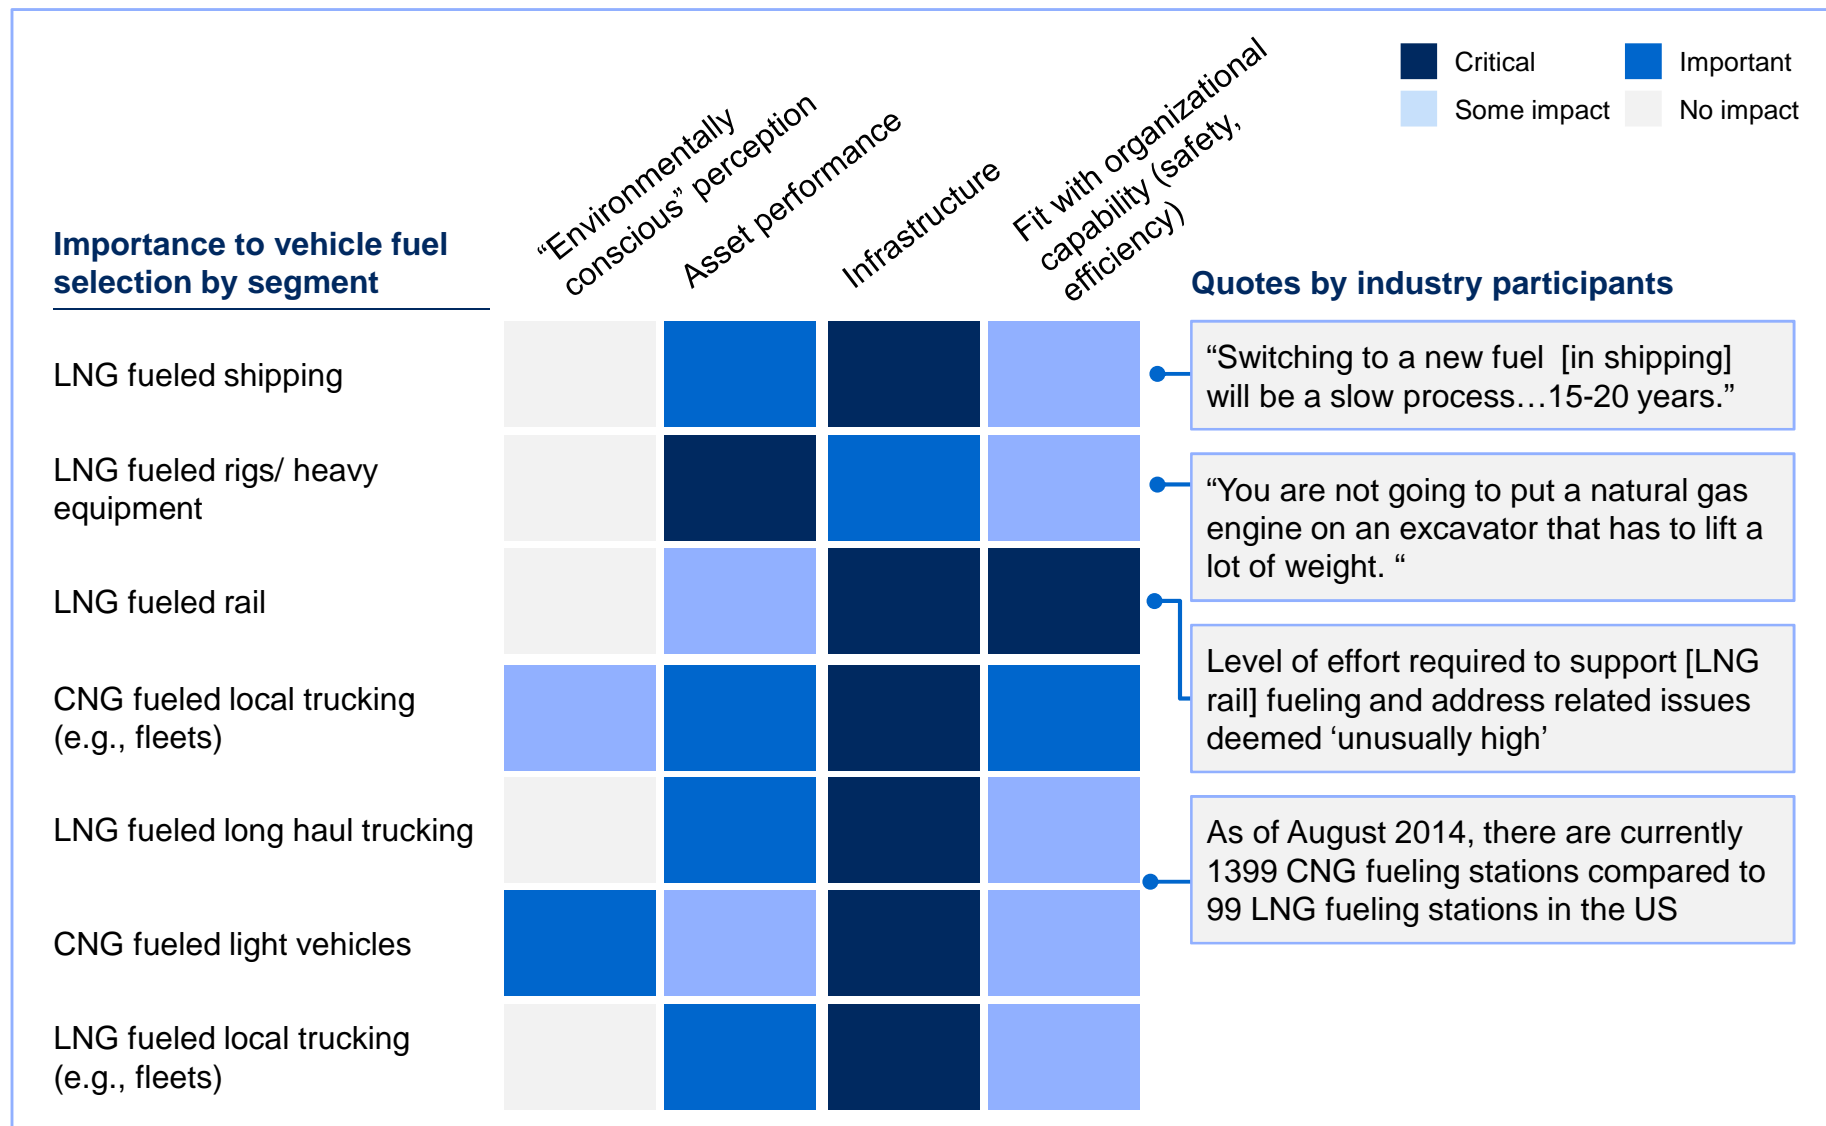 Critical
Important
Some impact
No impact
“Environmentally
conscious” perception
Asset performance
Infrastructure
Fit with organizational
capability (safety,
efficiency)
Importance to vehicle fuel
selection by segment
Quotes by industry participants
LNG fueled shipping
“Switching to a new fuel  [in shipping]
will be a slow process…15-20 years.”
LNG fueled rigs/ heavy
equipment
“You are not going to put a natural gas
engine on an excavator that has to lift a
lot of weight. “
LNG fueled rail
Level of effort required to support [LNG
rail] fueling and address related issues
deemed ‘unusually high’
CNG fueled local trucking
(e.g., fleets)
LNG fueled long haul trucking
As of August 2014, there are currently
1399 CNG fueling stations compared to
99 LNG fueling stations in the US
CNG fueled light vehicles
LNG fueled local trucking
(e.g., fleets)